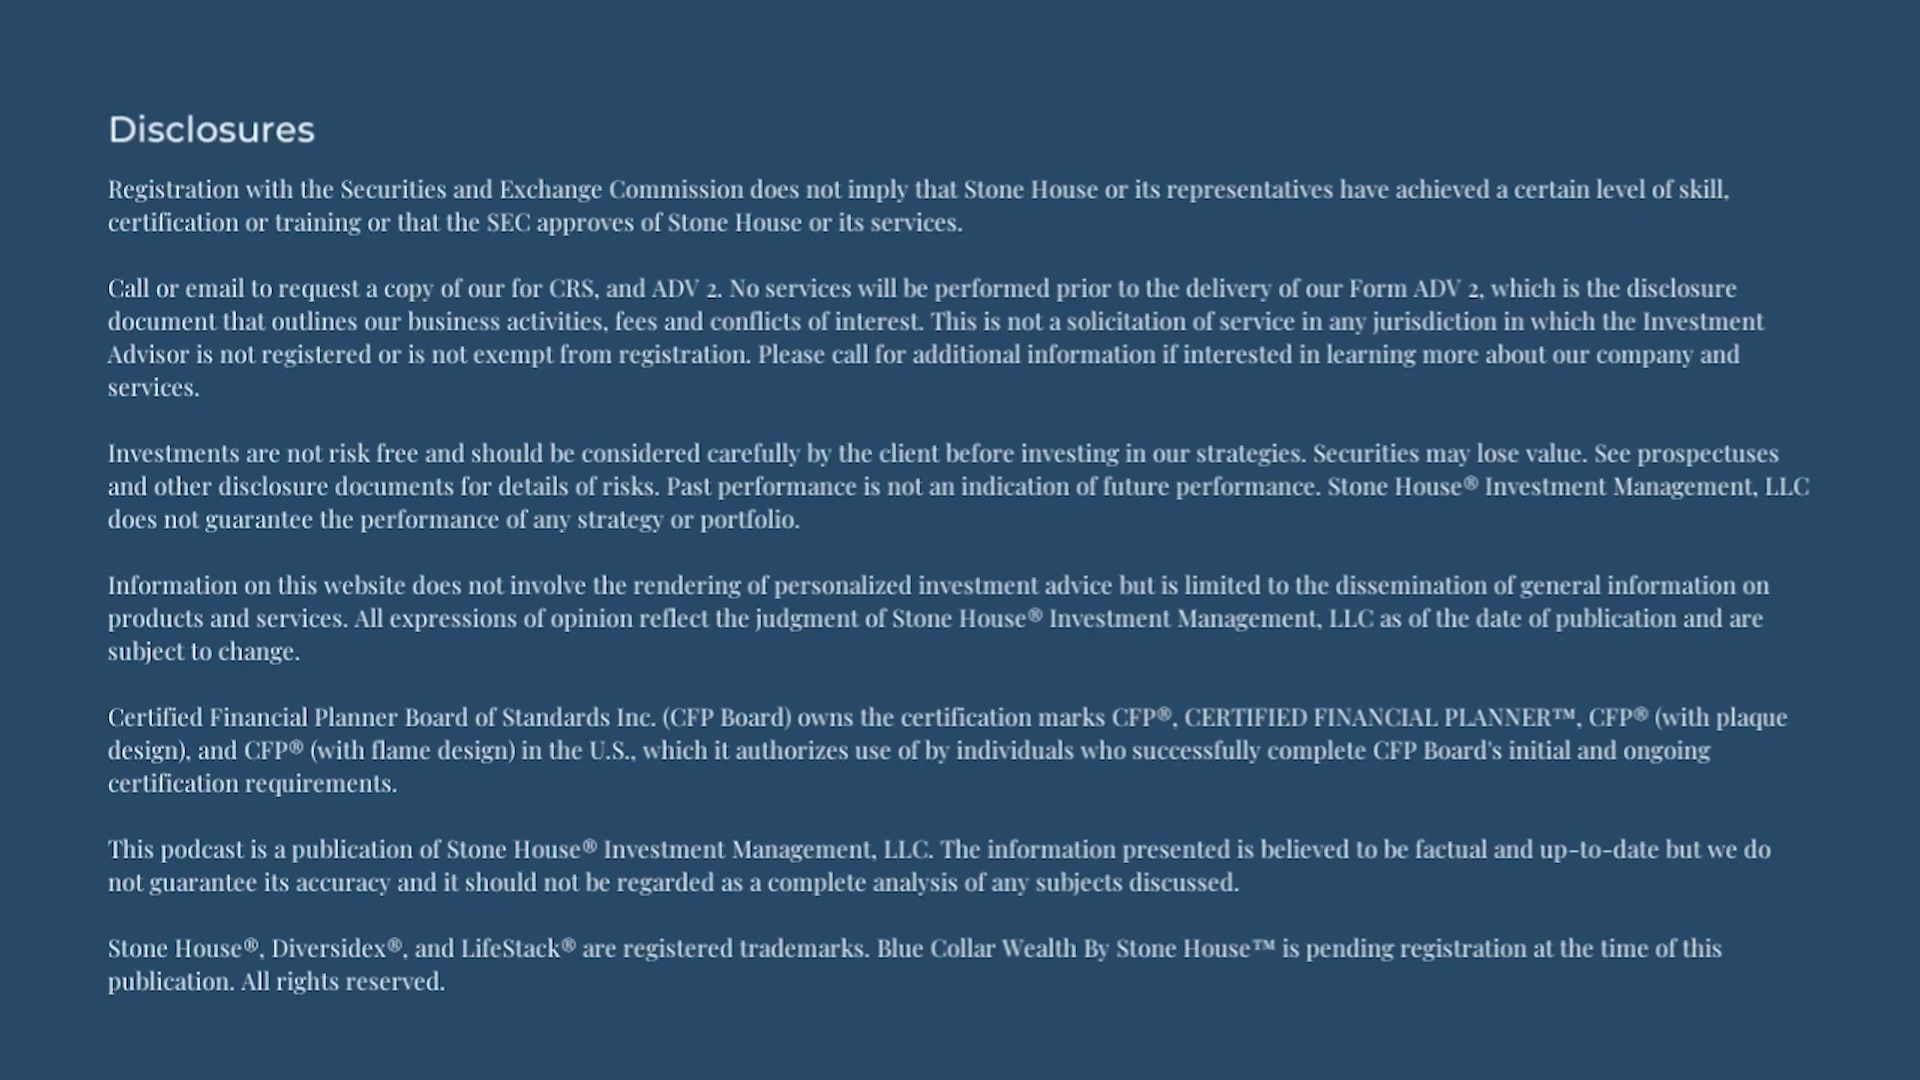 Disclosures
Registration with the Securities and Exchange Commission does not imply that Stone House or its representatives have achieved a certain level of skill,
certification or training or that the SEC approves of Stone House or its services.
Call or email to request a copy of our for CRS, and ADV 2. No services will be performed prior to the delivery of our Form ADV 2, which is the disclosure
document that outlines our business activities, fees and conflicts of interest. This is not a solicitation of service in any jurisdiction in which the Investment
Advisor is not registered or is not exempt from registration. Please call for additional information if interested in learning more about our company and
services.
Investments are not risk free and should be considered carefully by the client before investing in our strategies. Securities may lose value. See prospectuses
and other disclosure documents for details of risks. Past performance is not an indication of future performance. Stone House® Investment Management, LLC
does not guarantee the performance of any strategy or portfolio.
Information on this website does not involve the rendering of personalized investment advice but is limited to the dissemination of general information on
products and services. All expressions of opinion reflect the judgment of Stone House® Investment Management, LLC as of the date of publication and are
subject to change.
Certified Financial Planner Board of Standards Inc. (CFP Board) owns the certification marks CFP®, CERTIFIED FINANCIAL PLANNER™, CFP® (with plaque
design), and CFP® (with flame design) in the U.S., which it authorizes use of by individuals who successfully complete CFP Board's initial and ongoing
certification requirements.
This podcast is a publication of Stone House® Investment Management, LLC. The information presented is believed to be factual and up-to-date but we do
not guarantee its accuracy and it should not be regarded as a complete analysis of any subjects discussed.
Stone House®, Diversidex®, and LifeStack® are registered trademarks. Blue Collar Wealth By Stone House™ is pending registration at the time of this
publication. All rights reserved.